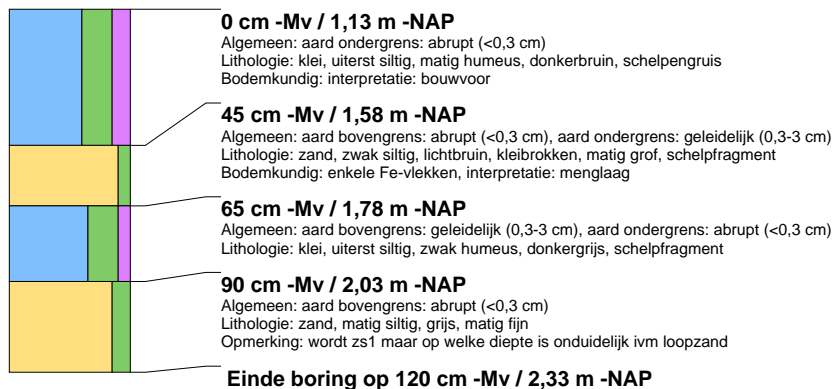 0 cm -Mv / 1,13 m -NAP
Algemeen: aard ondergrens: abrupt (<0,3 cm)
Lithologie: klei, uiterst siltig, matig humeus, donkerbruin, schelpengruis
Bodemkundig: interpretatie: bouwvoor
45 cm -Mv / 1,58 m -NAP
Algemeen: aard bovengrens: abrupt (<0,3 cm), aard ondergrens: geleidelijk (0,3-3 cm)
Lithologie: zand, zwak siltig, lichtbruin, kleibrokken, matig grof, schelpfragment
Bodemkundig: enkele Fe-vlekken, interpretatie: menglaag
65 cm -Mv / 1,78 m -NAP
Algemeen: aard bovengrens: geleidelijk (0,3-3 cm), aard ondergrens: abrupt (<0,3 cm)
Lithologie: klei, uiterst siltig, zwak humeus, donkergrijs, schelpfragment
90 cm -Mv / 2,03 m -NAP
Algemeen: aard bovengrens: abrupt (<0,3 cm)
Lithologie: zand, matig siltig, grijs, matig fijn
Opmerking: wordt zs1 maar op welke diepte is onduidelijk ivm loopzand
Einde boring op 120 cm -Mv / 2,33 m -NAP